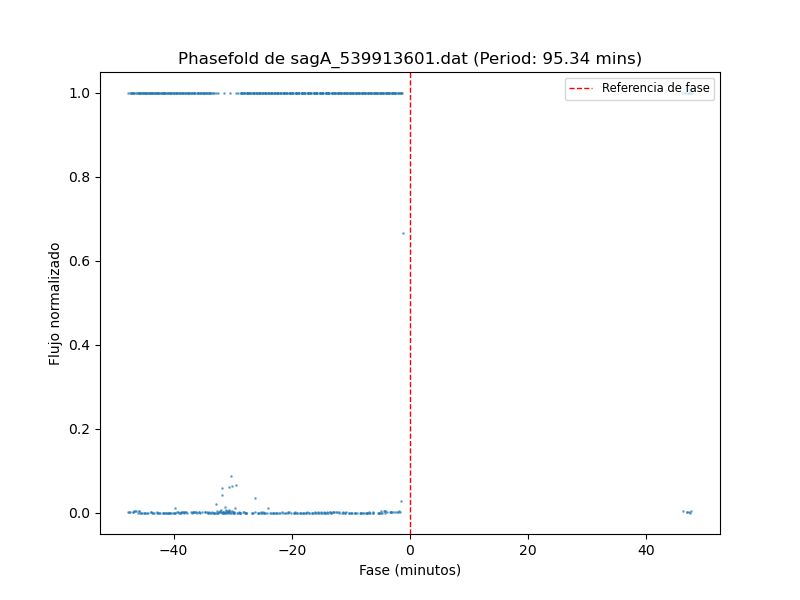 Phasefold de sagA_539913601.dat (Period: 95.34 mins)
Referencia de fase
Flujo normalizado
1.0
0.8
0.6
0.4
0.2
0.0
−40 −20 0 20 40
Fase (minutos)